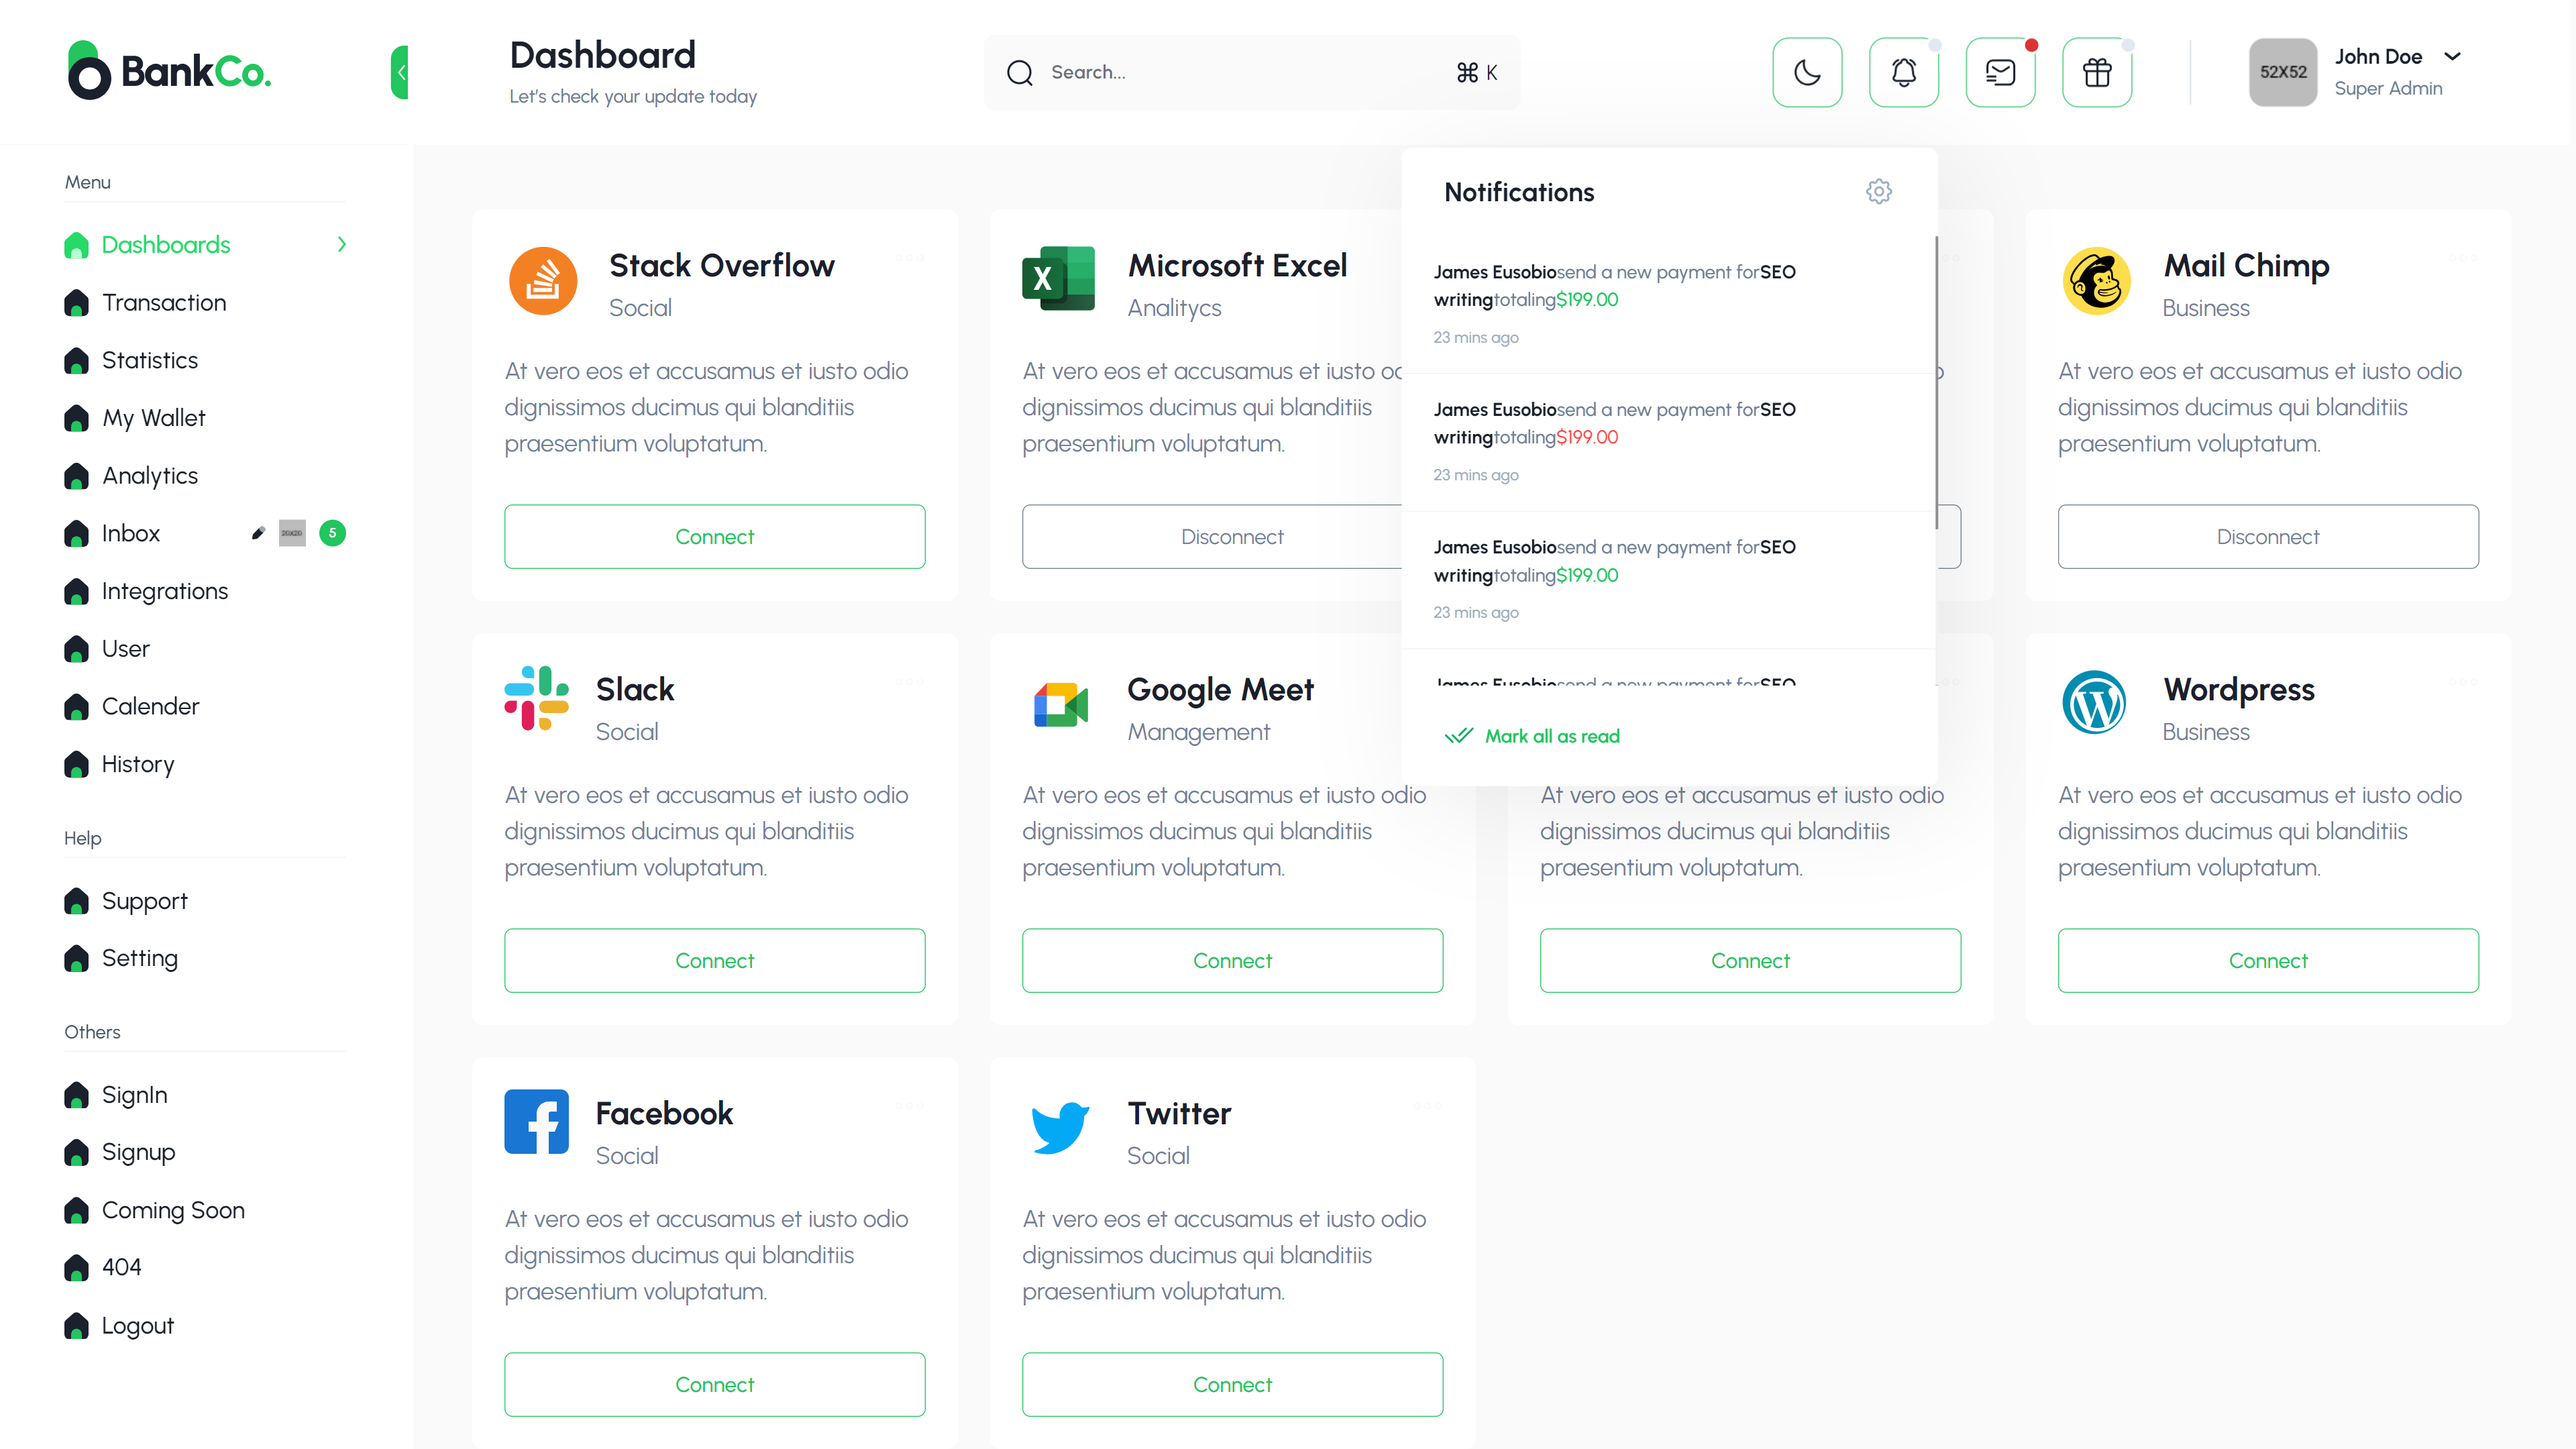 BankCo.
Dashboard
Let's check your update today
Search...
⌘ K
52X52
John Doe
Super Admin
Menu
Dashboards
Transaction
Statistics
My Wallet
Analytics
Inbox
5
Integrations
User
Calender
History
Help
Support
Setting
Others
SignIn
Signup
Coming Soon
404
Logout
Notifications
James Eusobiosend a new payment forSEO
writingtotaling$199.00
23 mins ago
James Eusobiosend a new payment forSEO
writingtotaling$199.00
23 mins ago
James Eusobiosend a new payment forSEO
writingtotaling$199.00
23 mins ago
James Eusobiosend a new payment forSEO
Mark all as read
Stack Overflow
Social
At vero eos et accusamus et iusto odio
dignissimos ducimus qui blanditiis
praesentium voluptatum.
Connect
Microsoft Excel
Analitycs
At vero eos et accusamus et iusto
dignissimos ducimus qui blanditiis
praesentium voluptatum.
Disconnect
Mail Chimp
Business
At vero eos et accusamus et iusto odio
dignissimos ducimus qui blanditiis
praesentium voluptatum.
Disconnect
Slack
Social
At vero eos et accusamus et iusto odio
dignissimos ducimus qui blanditiis
praesentium voluptatum.
Connect
Google Meet
Management
At vero eos et accusamus et iusto odio
dignissimos ducimus qui blanditiis
praesentium voluptatum.
Connect
At vero eos et accusamus et iusto odio
dignissimos ducimus qui blanditiis
praesentium voluptatum.
Connect
Wordpress
Business
At vero eos et accusamus et iusto odio
dignissimos ducimus qui blanditiis
praesentium voluptatum.
Connect
Facebook
Social
At vero eos et accusamus et iusto odio
dignissimos ducimus qui blanditiis
praesentium voluptatum.
Connect
Twitter
Social
At vero eos et accusamus et iusto odio
dignissimos ducimus qui blanditiis
praesentium voluptatum.
Connect